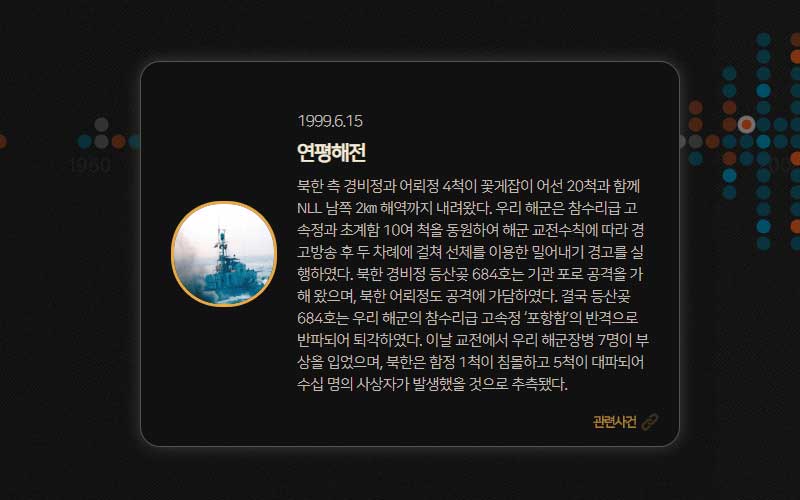 1999.6.15
연평해전
북한 측 경비정과 어뢰정 4척이 꽃게잡이 어선 20척과 함께
NLL 남쪽 2㎞ 해역까지 내려왔다. 우리 해군은 참수리급 고
속정과 초계함 10여 척을 동원하여 해군 교전수칙에 따라 경
고방송 후 두 차례에 걸쳐 선체를 이용한 밀어내기 경고를 실
행하였다. 북한 경비정 등산곶 684호는 기관 포로 공격을 가
해 왔으며, 북한 어뢰정도 공격에 가담하였다. 결국 등산곶
684호는 우리 해군의 참수리급 고속정 ‘포항함’의 반격으로
반파되어 퇴각하였다. 이날 교전에서 우리 해군장병 7명이 부
상을 입었으며, 북한은 함정 1척이 침몰하고 5척이 대파되어
수십 명의 사상자가 발생했을 것으로 추측됐다.
관련사건
1960